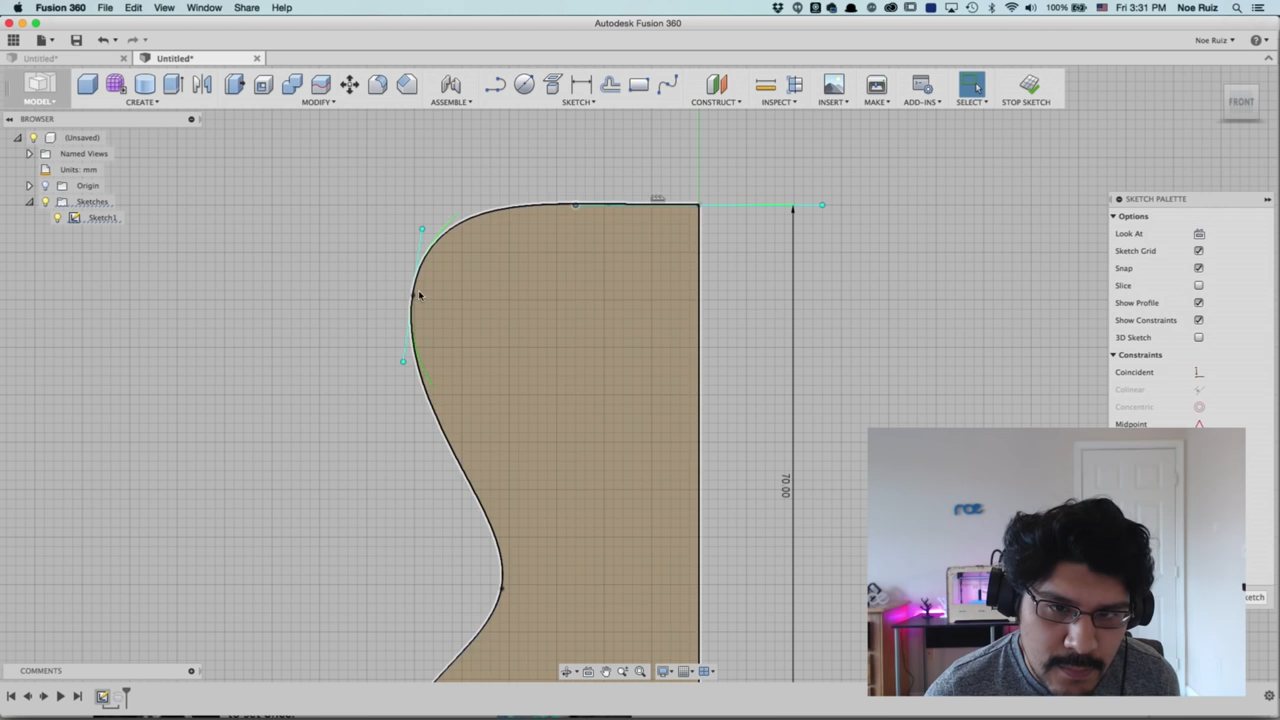 Fusion 360 File Edit View Window Share Help 100% Fri 3:31 PM Noe Ruiz
Autodesk Fusion 360
Noe Ruiz
Untitled* Untitled*
MODEL CREATE MODIFY ASSEMBLE SKETCH CONSTRUCT INSPECT INSERT MAKE ADD-INS SELECT STOP SKETCH
FRONT
BROWSER
(Unsaved)
Named Views
Units: mm
Origin
Sketches
Sketch1
SKETCH PALETTE
Options
Look At
Sketch Grid
Snap
Slice
Show Profile
Show Constraints
3D Sketch
Constraints
Coincident
Colinear
Concentric
Midpoint
70.00
noe
COMMENTS